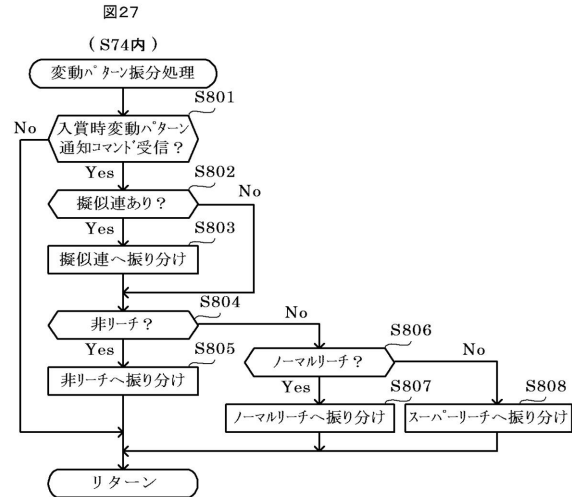 図27
(S74内)
変動パターン振分処理
S801
No
入賞時変動パターン
通知コマンド受信?
Yes
S802
擬似連あり?
No
Yes
S803
擬似連へ振り分け
S804
非リーチ?
No
Yes
S805
S806
非リーチへ振り分け
ノーマルリーチ?
No
Yes
S807
S808
ノーマルリーチへ振り分け
スーパーリーチへ振り分け
リターン